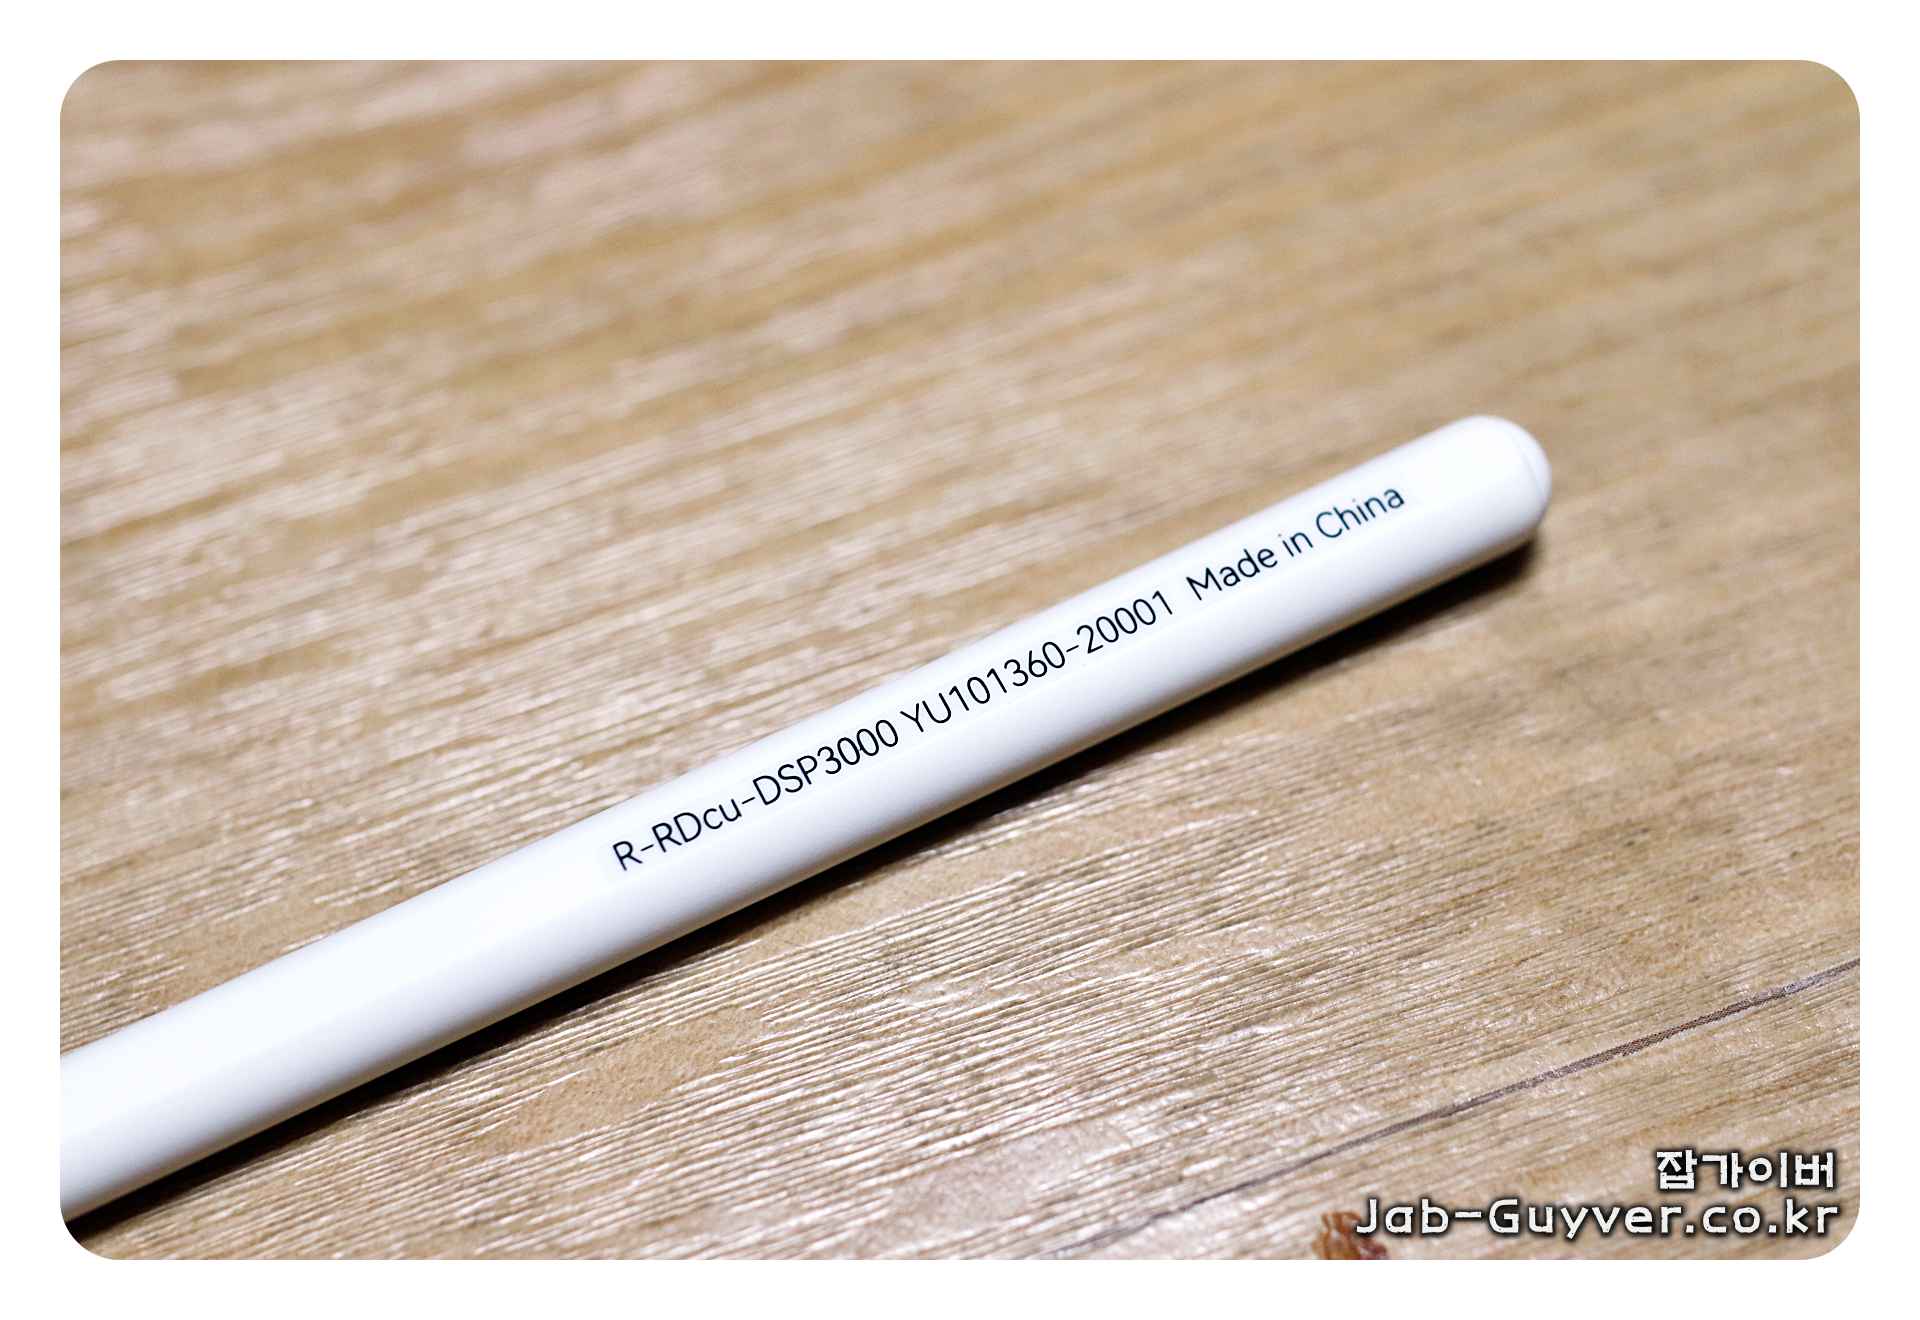 R-RDcu-DSP3000 YU101360-20001 Made in China
잡가이버
Jab-Guyver.co.kr